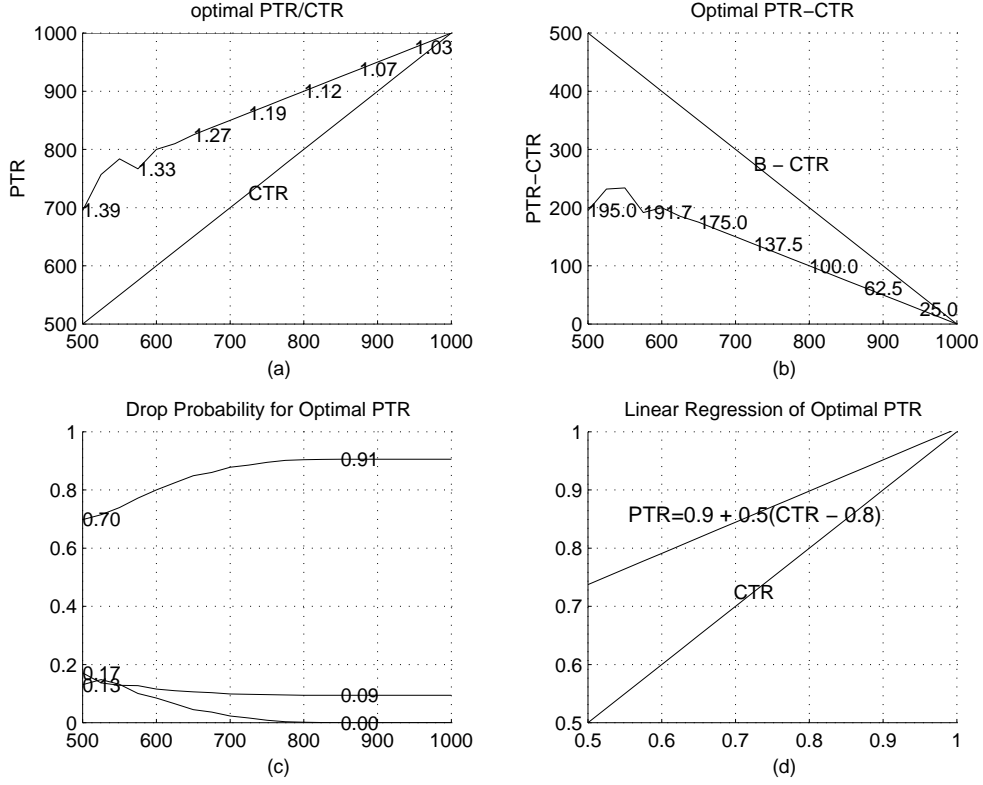 optimal PTR/CTR
1000
900
800
700
600
500
PTR
1.39
1.33
1.27
1.19
1.12
1.07
1.03
CTR
500 600 700 800 900 1000
(a)
Optimal PTR−CTR
500
400
300
200
100
0
PTR−CTR
B − CTR
195.0
191.7
175.0
137.5
100.0
62.5
25.0
500 600 700 800 900 1000
(b)
Drop Probability for Optimal PTR
1
0.8
0.6
0.4
0.2
0
0.91
0.70
0.17
0.13
0.09
0.00
500 600 700 800 900 1000
(c)
Linear Regression of Optimal PTR
1
0.9
0.8
0.7
0.6
0.5
PTR=0.9 + 0.5(CTR − 0.8)
CTR
0.5 0.6 0.7 0.8 0.9 1
(d)